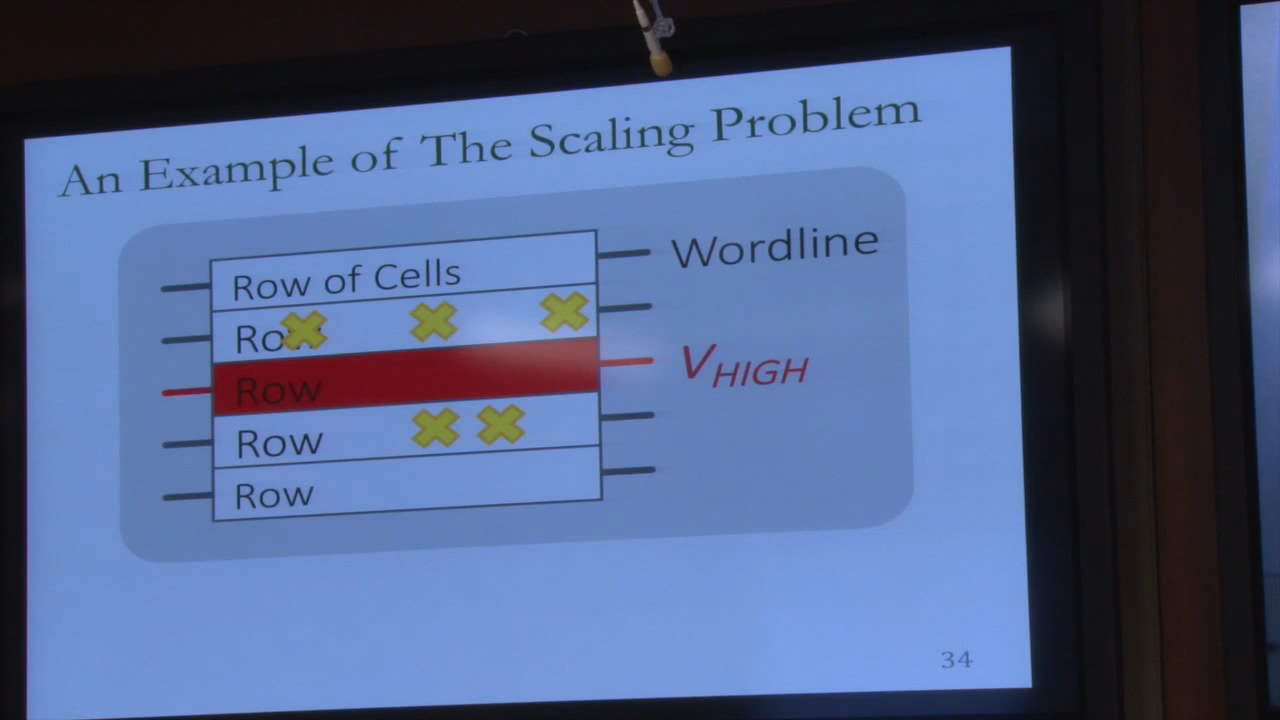 An Example of The Scaling Problem
Row of Cells
Wordline
Row
Row
VHIGH
Row
Row
34